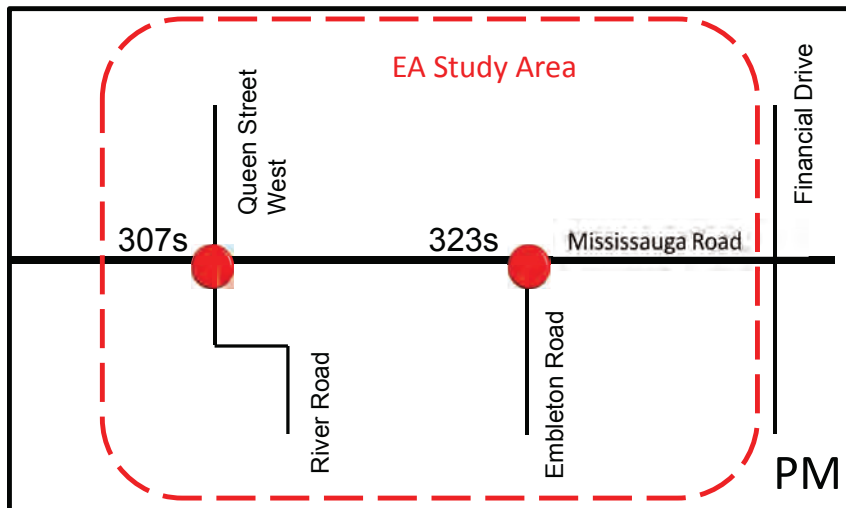 EA Study Area
Queen Street
West
Financial Drive
307s
323s
Mississauga Road
River Road
Embleton Road
PM